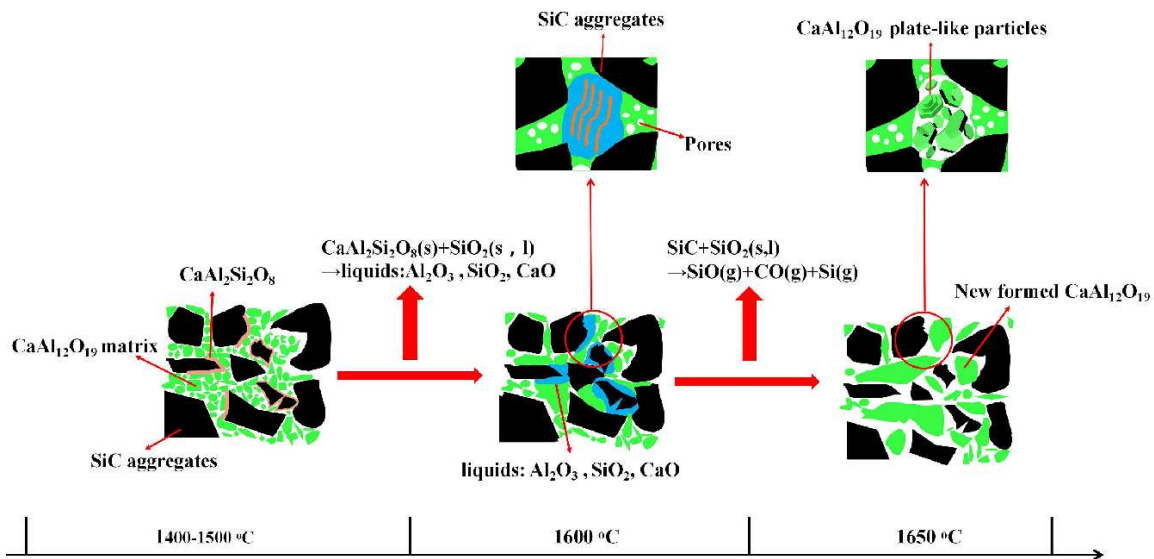 SiC aggregates
CaAl₁₂O₁₉ plate-like particles
Pores
CaAl₂Si₂O₈(s)+SiO₂(s , l)
→liquids:Al₂O₃ , SiO₂, CaO
SiC+SiO₂(s,l)
→SiO(g)+CO(g)+Si(g)
CaAl₂Si₂O₈
New formed CaAl₁₂O₁₉
CaAl₁₂O₁₉ matrix
SiC aggregates
liquids: Al₂O₃ , SiO₂, CaO
1400-1500 ºC
1600 ºC
1650 ºC